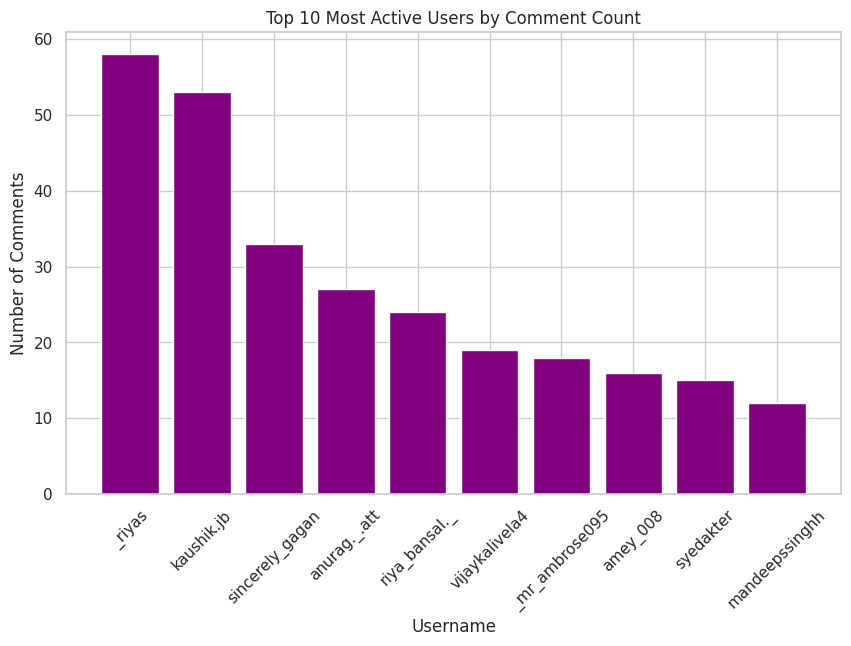 Top 10 Most Active Users by Comment Count
Number of Comments
60
50
40
30
20
10
0
_riyas
kaushik.jb
sincerely_gagan
anurag._.att
riya_bansal._
vijaykalivela4
_mr_ambrose095
amey_008
syedakter
mandeepssinghh
Username